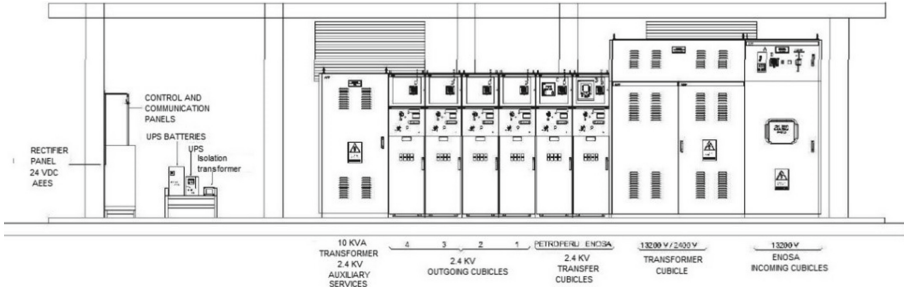 CONTROL AND
COMMUNICATION
PANELS
UPS BATTERIES
UPS
Isolation
transformer
RECTIFIER
PANEL
24 VDC
AEES
10 KVA
TRANSFORMER
2.4 KV
AUXILIARY
SERVICES
4 3 2 1
2.4 KV
OUTGOING CUBICLES
PETROPERU ENOSA
2.4 KV
TRANSFER
CUBICLES
13200 V / 2400 V
TRANSFORMER
CUBICLE
13200 V
ENOSA
INCOMING CUBICLES